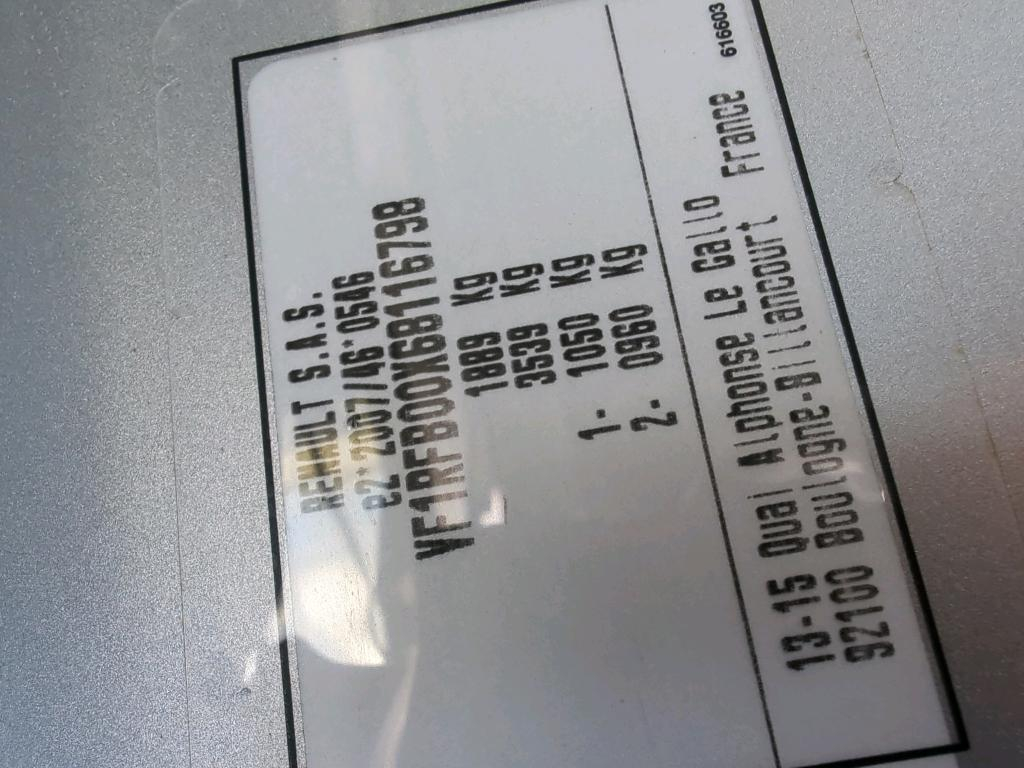 RENAULT S.A.S.
e2*2007/46*0546
VF1RFB00X68116798
1889 Kg
3539 Kg
1- 1050 Kg
2- 0960 Kg
13-15 Quai Alphonse Le Gallo
92100 Boulogne-Billancourt France
616603